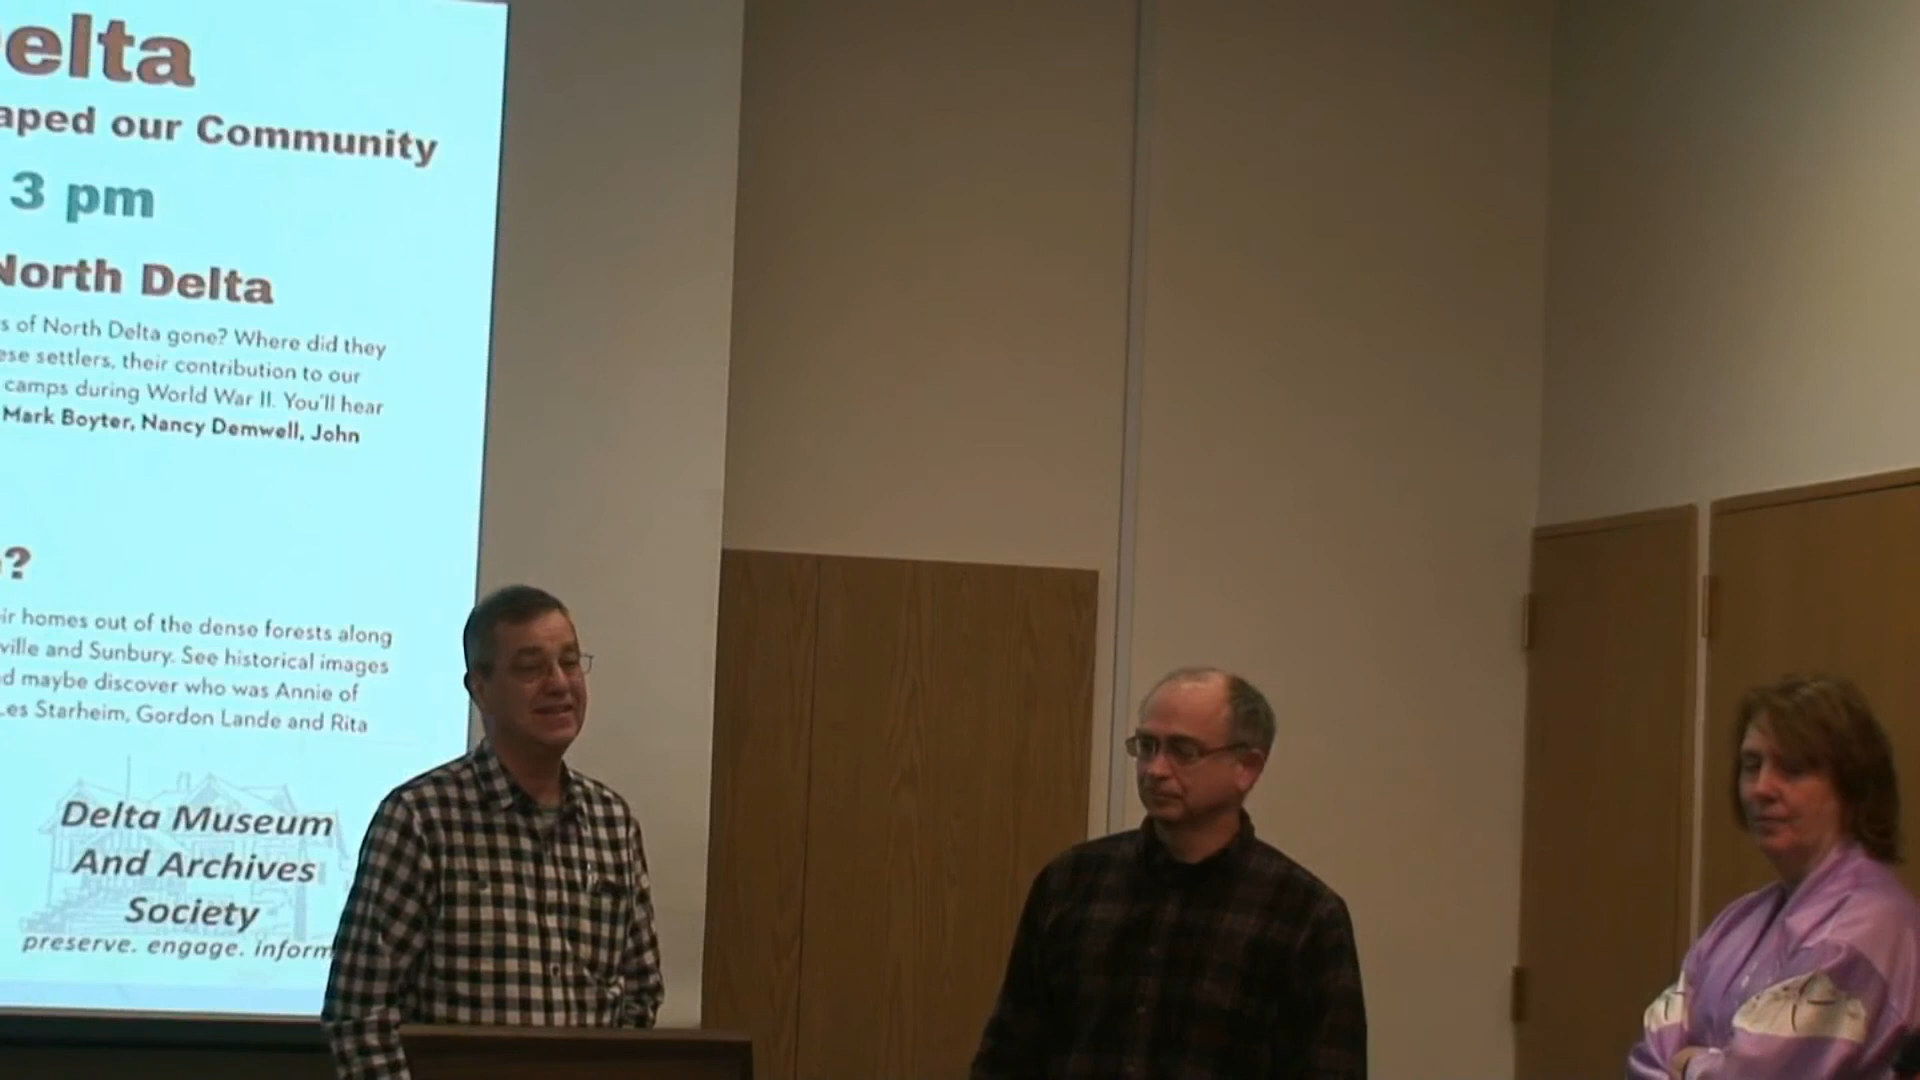 elta
aped our Community
3 pm
North Delta
s of North Delta gone? Where did they
ese settlers, their contribution to our
camps during World War II. You'll hear
Mark Boyter, Nancy Demwell, John
?
ir homes out of the dense forests along
ville and Sunbury. See historical images
d maybe discover who was Annie of
Les Starheim, Gordon Lande and Rita
Delta Museum
And Archives
Society
preserve. engage. inform